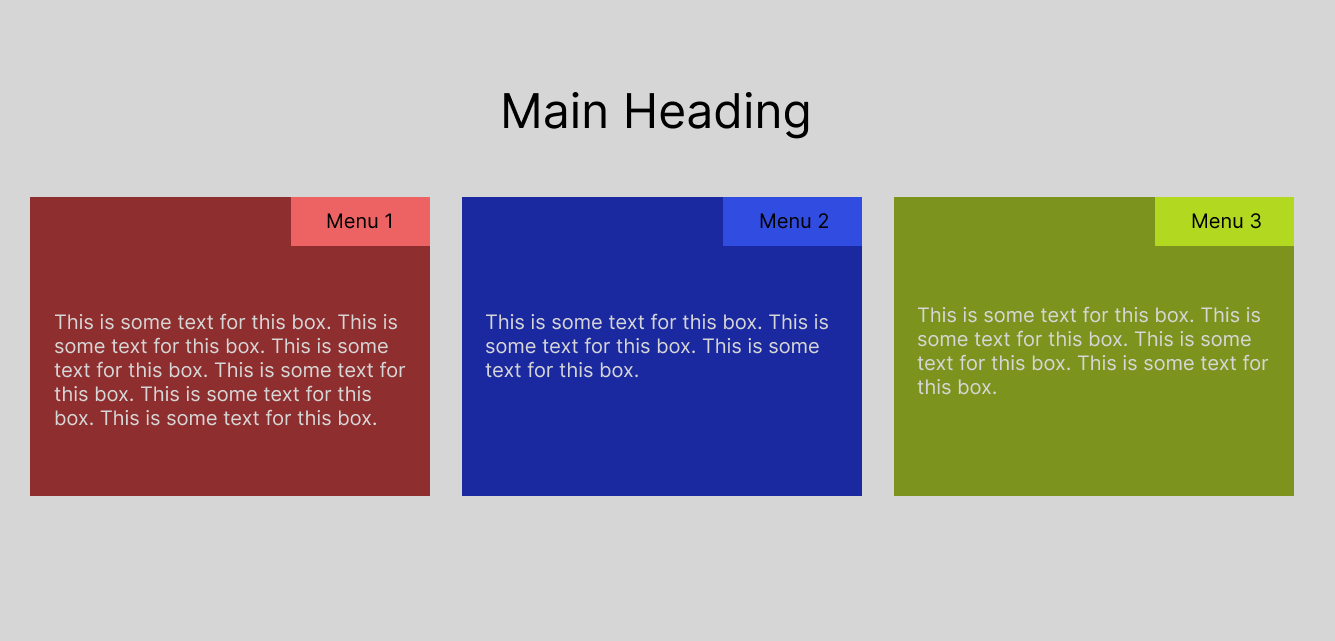 Main Heading
Menu 1
This is some text for this box. This is
some text for this box. This is some
text for this box. This is some text for
this box. This is some text for this
box. This is some text for this box.
Menu 2
This is some text for this box. This is
some text for this box. This is some
text for this box.
Menu 3
This is some text for this box. This is
some text for this box. This is some
text for this box. This is some text for
this box.